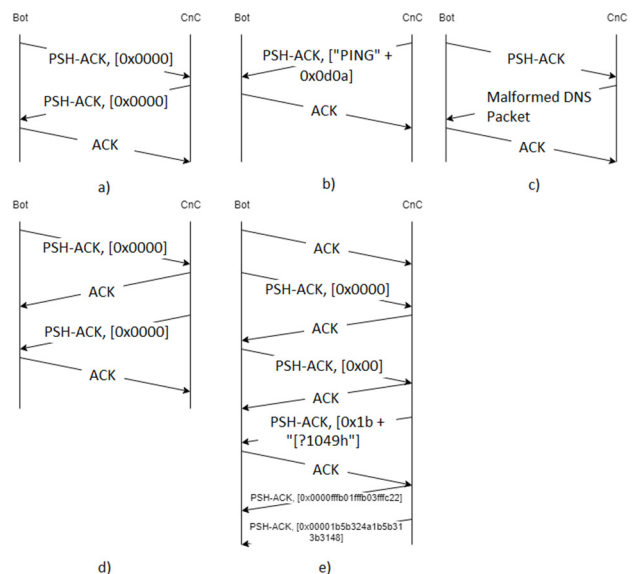 Bot CnC
PSH-ACK, [0x0000]
PSH-ACK, [0x0000]
ACK
a)
Bot CnC
PSH-ACK, ["PING" +
0x0d0a]
ACK
b)
Bot CnC
PSH-ACK
Malformed DNS
Packet
ACK
c)
Bot CnC
PSH-ACK, [0x0000]
ACK
PSH-ACK, [0x0000]
ACK
d)
Bot CnC
ACK
PSH-ACK, [0x0000]
ACK
PSH-ACK, [0x00]
ACK
PSH-ACK, [0x1b +
"[?1049h"]
ACK
PSH-ACK, [0x0000fffb01fffb03fffc22]
PSH-ACK, [0x00001b5b324a1b5b31
3b3148]
e)